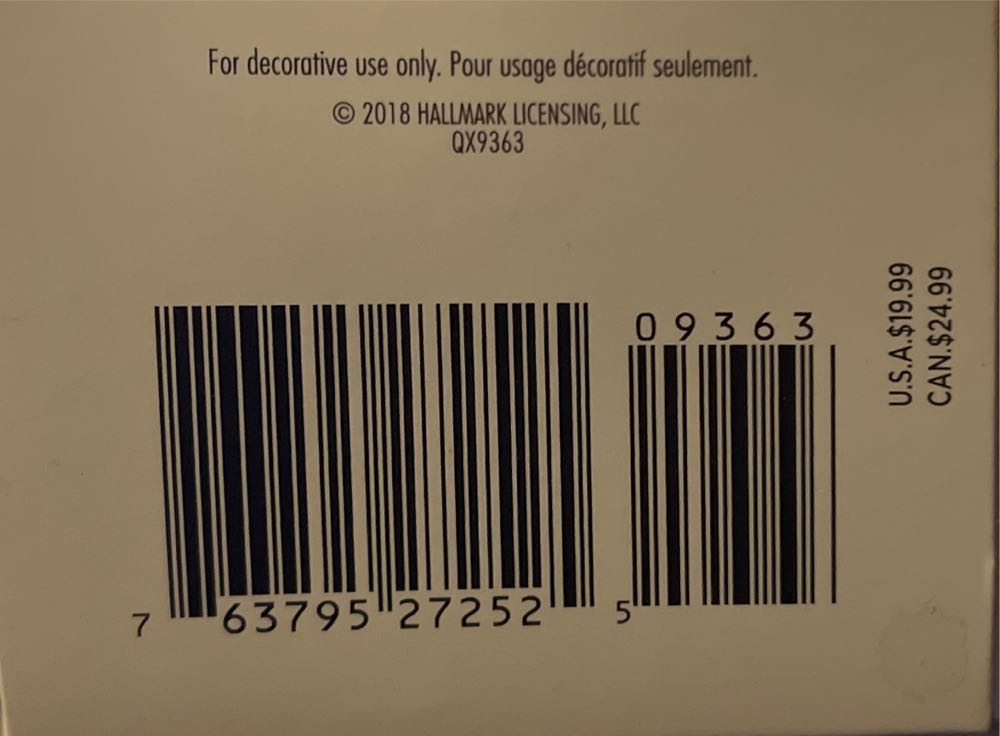 For decorative use only. Pour usage décoratif seulement.
© 2018 HALLMARK LICENSING, LLC
QX9363
09363
U.S.A.$19.99
CAN.$24.99
7 63795 27252 5